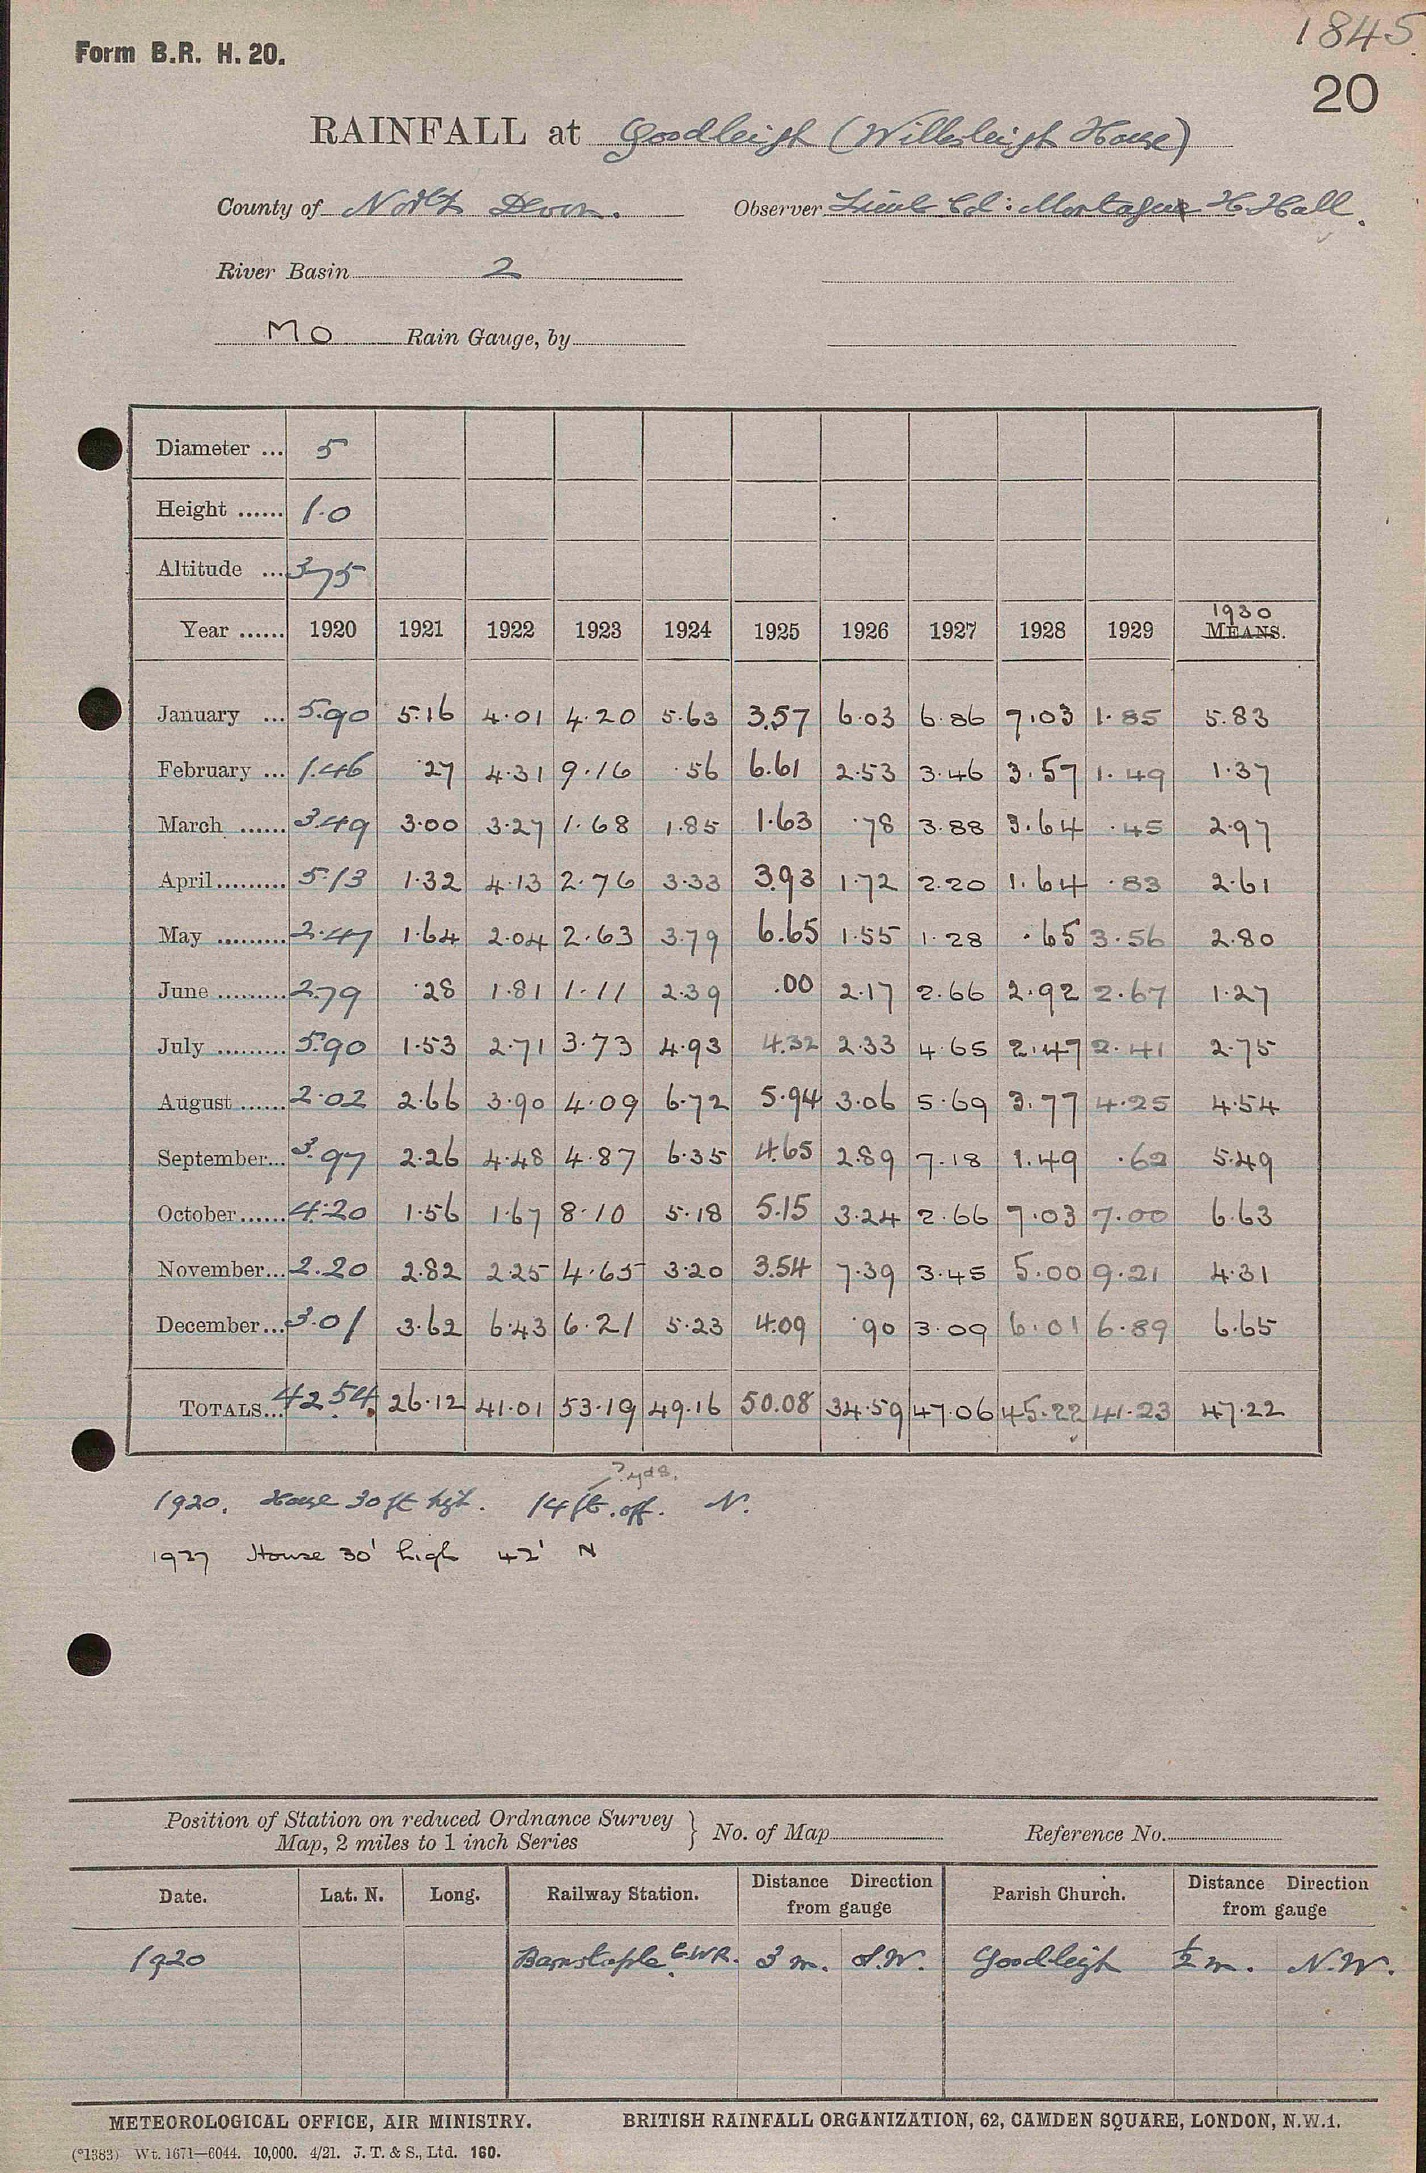 1845
Form B.R. H. 20.
20
RAINFALL at Goodleigh (Willesleigh House)
County of North Devon. Observer Lieut Col: Montague H Hall.
River Basin 2
MO Rain Gauge, by
Diameter ... 5
Height ...... 1.0
Altitude ... 375
1930
Year ...... 1920 1921 1922 1923 1924 1925 1926 1927 1928 1929 MEANS.
January ... 5.90 5.16 4.01 4.20 5.63 3.57 6.03 6.86 7.03 1.85 5.83
February ... 1.46 .27 4.31 9.16 .56 6.61 2.53 3.46 3.57 1.49 1.37
March ...... 3.49 3.00 3.27 1.68 1.85 1.63 .78 3.88 3.64 .45 2.97
April ......... 5.13 1.32 4.13 2.76 3.33 3.93 1.72 2.20 1.64 .83 2.61
May ......... 2.47 1.64 2.04 2.63 3.79 6.65 1.55 1.28 .65 3.56 2.80
June ......... 2.79 .28 1.81 1.11 2.39 .00 2.17 2.66 2.92 2.67 1.27
July ......... 5.90 1.53 2.71 3.73 4.93 4.32 2.33 4.65 2.47 2.41 2.75
August ...... 2.02 2.66 3.90 4.09 6.72 5.94 3.06 5.69 3.77 4.25 4.54
September... 3.97 2.26 4.48 4.87 6.35 4.65 2.89 7.18 1.49 .62 5.49
October ...... 4.20 1.56 1.67 8.10 5.18 5.15 3.24 2.66 7.03 7.00 6.63
November... 2.20 2.82 2.25 4.65 3.20 3.54 7.39 3.45 5.00 9.21 4.31
December... 3.01 3.62 6.43 6.21 5.23 4.09 .90 3.09 6.01 6.89 6.65
TOTALS... 42.54 26.12 41.01 53.19 49.16 50.08 34.59 47.06 45.22 41.23 47.22
? yds.
1920. House 30 ft hgt. 14 ft. off. N.
1927 House 30' high 42' N
Position of Station on reduced Ordnance Survey
Map, 2 miles to 1 inch Series } No. of Map Reference No.
Date. Lat. N. Long. Railway Station. Distance Direction from gauge Parish Church. Distance Direction from gauge
1920 Barnstaple G.W.R. 3 m. S.W. Goodleigh ½ m. N.W.
METEOROLOGICAL OFFICE, AIR MINISTRY. BRITISH RAINFALL ORGANIZATION, 62, CAMDEN SQUARE, LONDON, N.W.1.
(*1383) Wt. 1671—6044. 10,000. 4/21. J. T. & S., Ltd. 160.